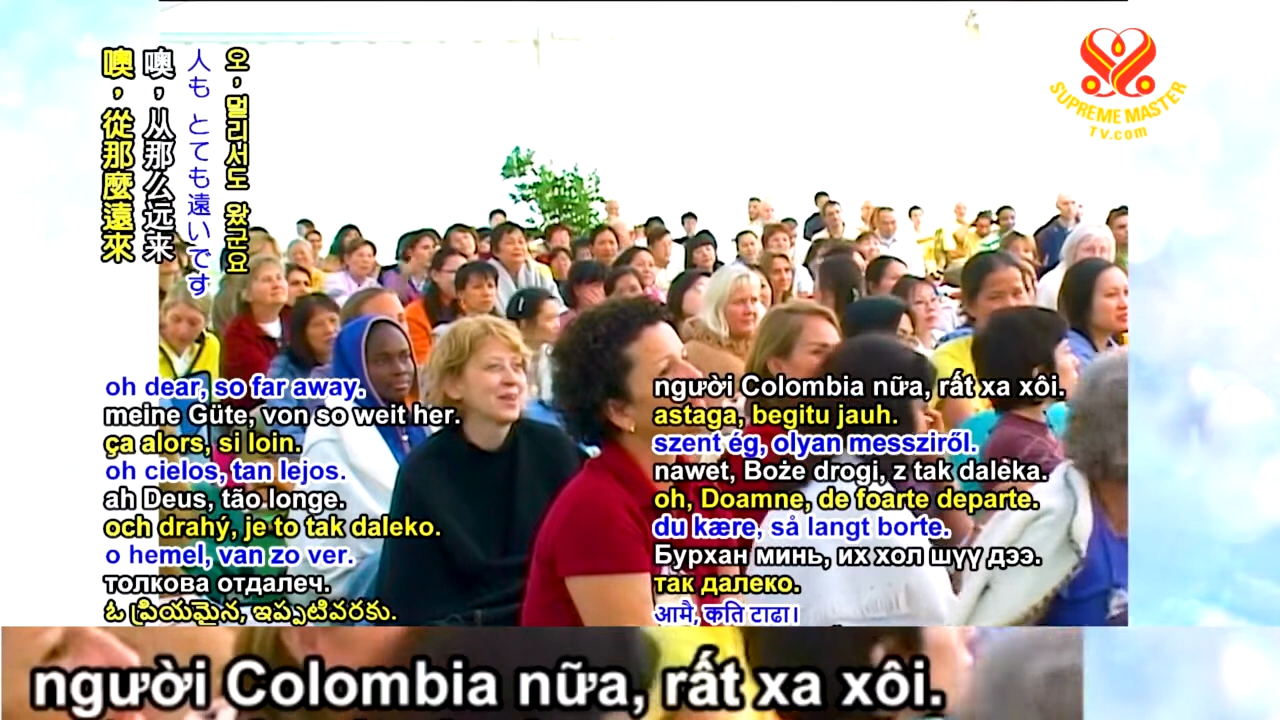 噢，從那麼遠來
噢，从那么远来
人も とても遠いです
오, 멀리서도 왔군요
SUPREME MASTER
TV.com
oh dear, so far away.
meine Güte, von so weit her.
ça alors, si loin.
oh cielos, tan lejos.
ah Deus, tão longe.
och drahý, je to tak daleko.
o hemel, van zo ver.
толкова отдалеч.
ఓ ప్రియమైన, ఇప్పటివరకు.
người Colombia nữa, rất xa xôi.
astaga, begitu jauh.
szent ég, olyan messziről.
nawet, Boże drogi, z tak daleka.
oh, Doamne, de foarte departe.
du kære, så langt borte.
Бурхан минь, их хол шүү дээ.
так далеко.
आमै, कति टाढा।
người Colombia nữa, rất xa xôi.